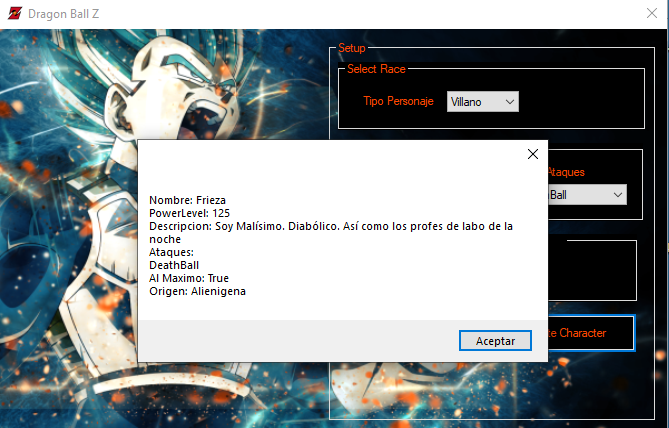 Dragon Ball Z
Setup
Select Race
Tipo Personaje
Villano
Ataques
Ball
Nombre: Frieza
PowerLevel: 125
Descripcion: Soy Malísimo. Diabólico. Así como los profes de labo de la
noche
Ataques:
DeathBall
Al Maximo: True
Origen: Alienigena
te Character
Aceptar